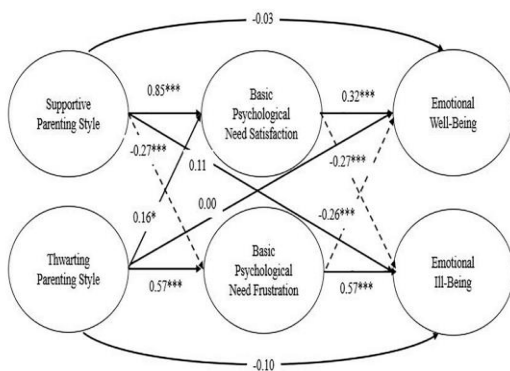 -0.03
Supportive
Parenting Style
0.85***
Basic
Psychological
Need Satisfaction
0.32***
Emotional
Well-Being
-0.27***
0.11
-0.27***
0.16*
0.00
-0.26***
Thwarting
Parenting Style
0.57***
Basic
Psychological
Need Frustration
0.57***
Emotional
Ill-Being
-0.10